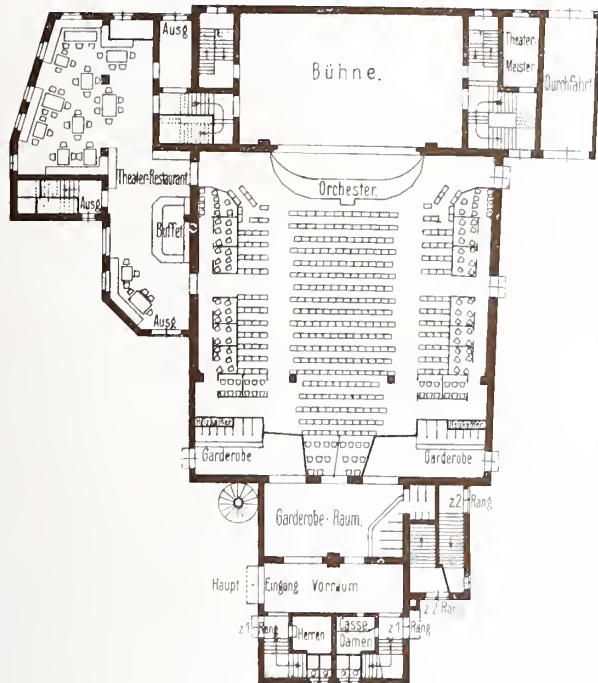 Ausg
Bühne.
Theater-
Meister
Durchfahrt
Theater-Restaurant
Orchester.
Ausg
Buffet
Ausg
Garderobe
Garderobe
Garderobe-Raum.
z 2. Rang
Haupt Eingang Vorraum
z 2 Ran
z 1 Rang
Herren
Casse
Damen
z 1 Rang